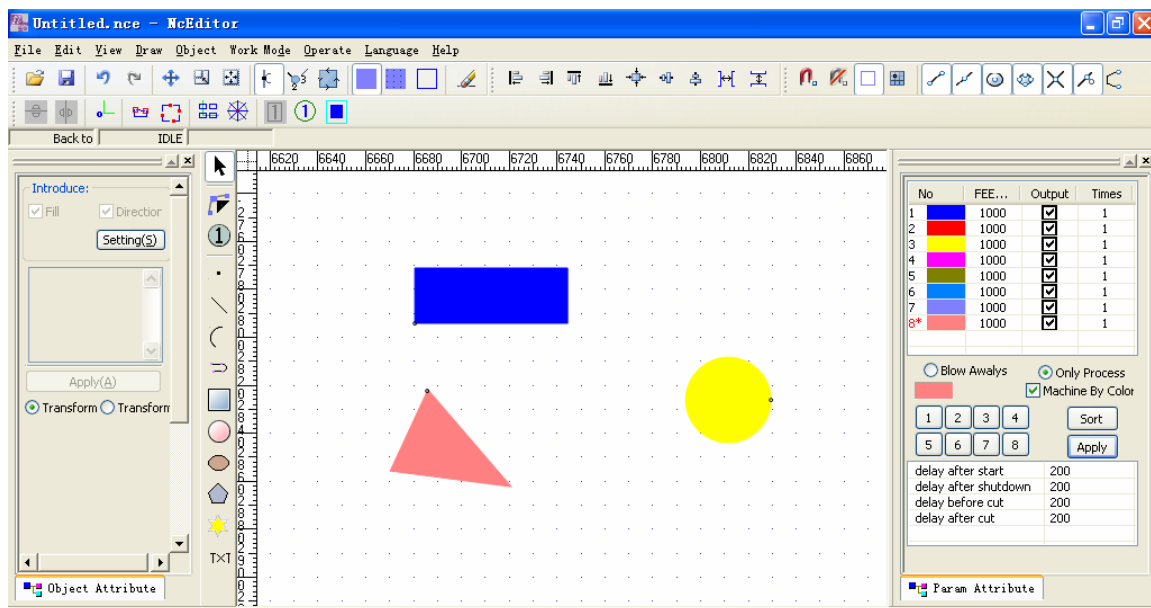 Untitled.nce - NcEditor
File Edit View Draw Object Work Mode Operate Language Help
1 1
Back to IDLE
6620 6640 6660 6680 6700 6720 6740 6760 6780 6800 6820 6840 6860
Introduce:
Fill Direction
Setting(S)
Apply(A)
Transform Transform
1
T×T
Object Attribute
No FEE... Output Times
1 1000 1
2 1000 1
3 1000 1
4 1000 1
5 1000 1
6 1000 1
7 1000 1
8* 1000 1
Blow Awalys Only Process
Machine By Color
1 2 3 4 Sort
5 6 7 8 Apply
delay after start 200
delay after shutdown 200
delay before cut 200
delay after cut 200
Param Attribute